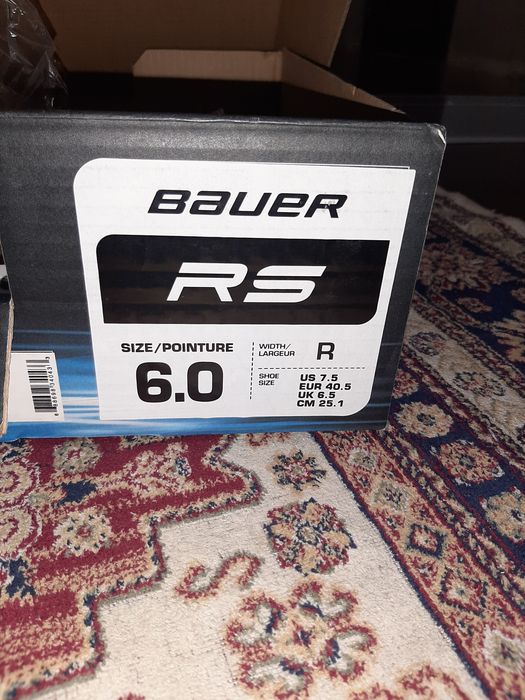 BAUER
RS
SIZE/POINTURE
6.0
WIDTH/
LARGEUR
R
SHOE
SIZE
US 7.5
EUR 40.5
UK 6.5
CM 25.1